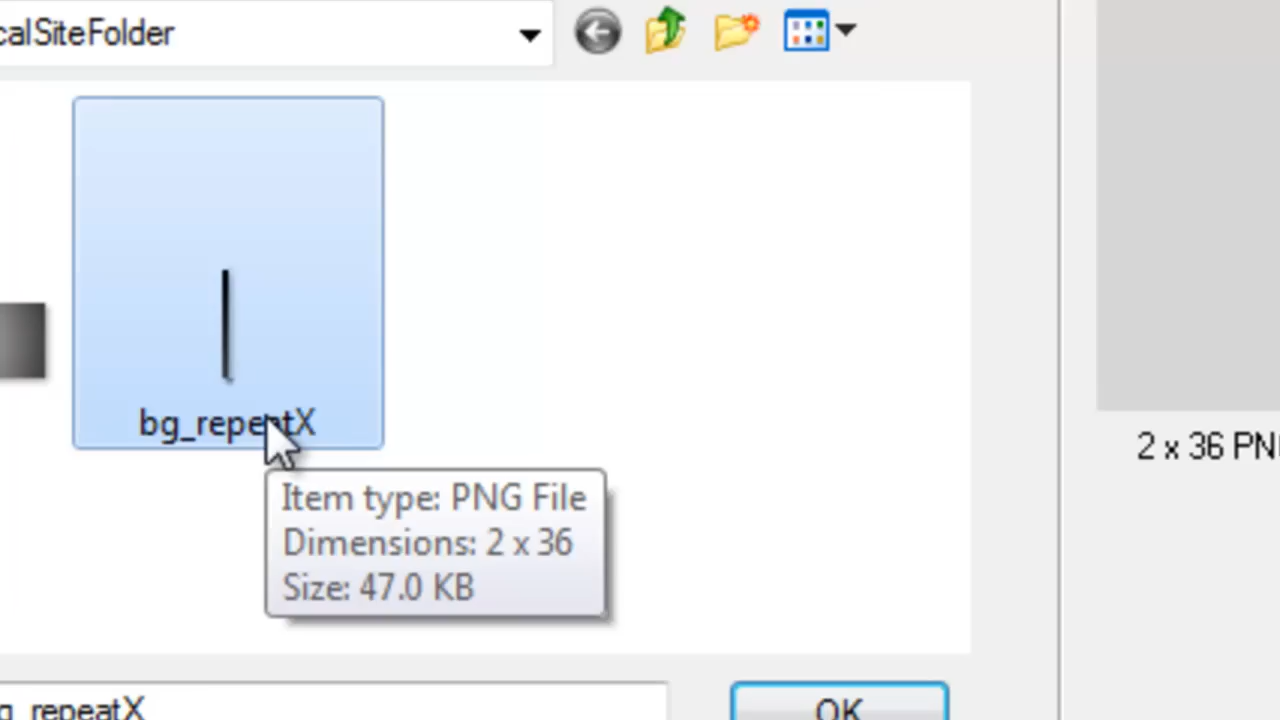 calSiteFolder
bg_repeatX
Item type: PNG File
Dimensions: 2 x 36
Size: 47.0 KB
2 x 36 PN
g_repeatX
OK